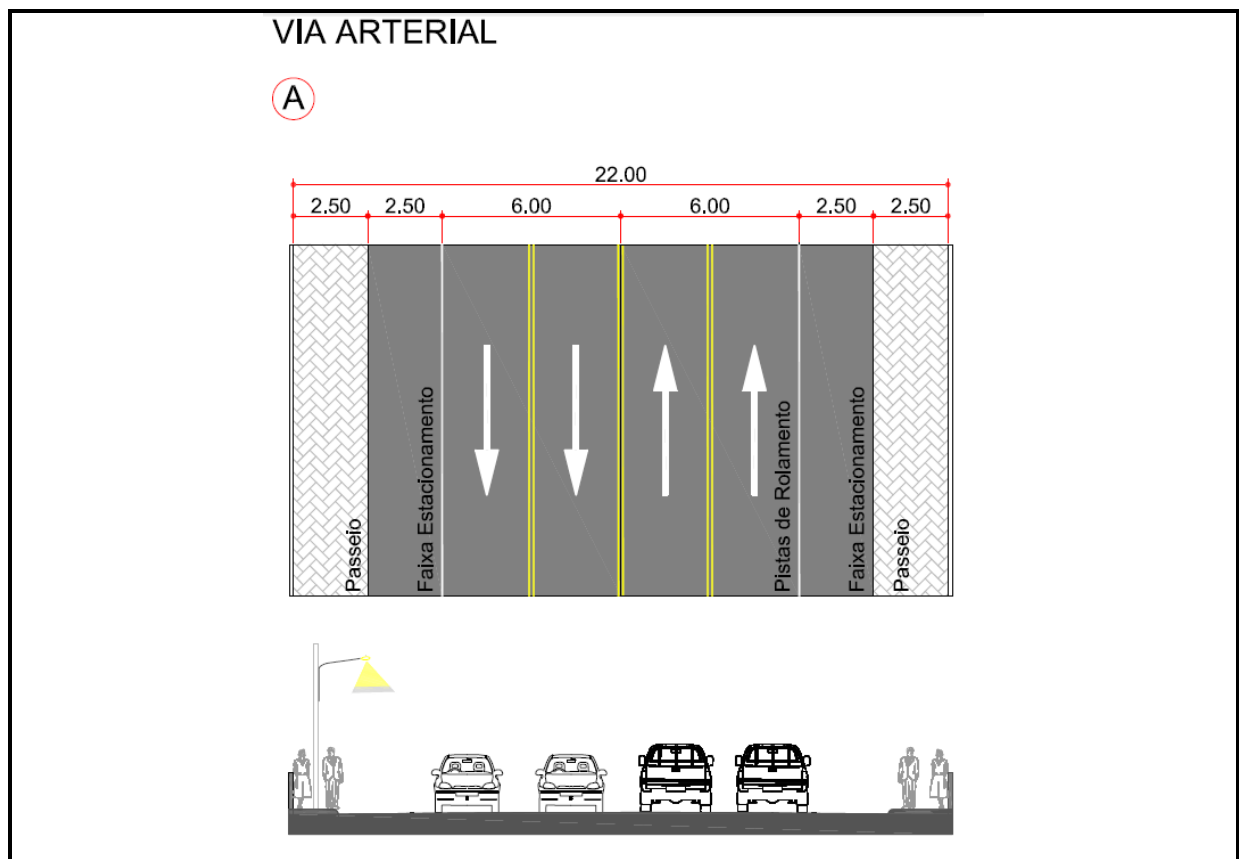 VIA ARTERIAL
A
22.00
2.50 2.50 6.00 6.00 2.50 2.50
Passeio
Faixa Estacionamento
Pistas de Rolamento
Faixa Estacionamento
Passeio